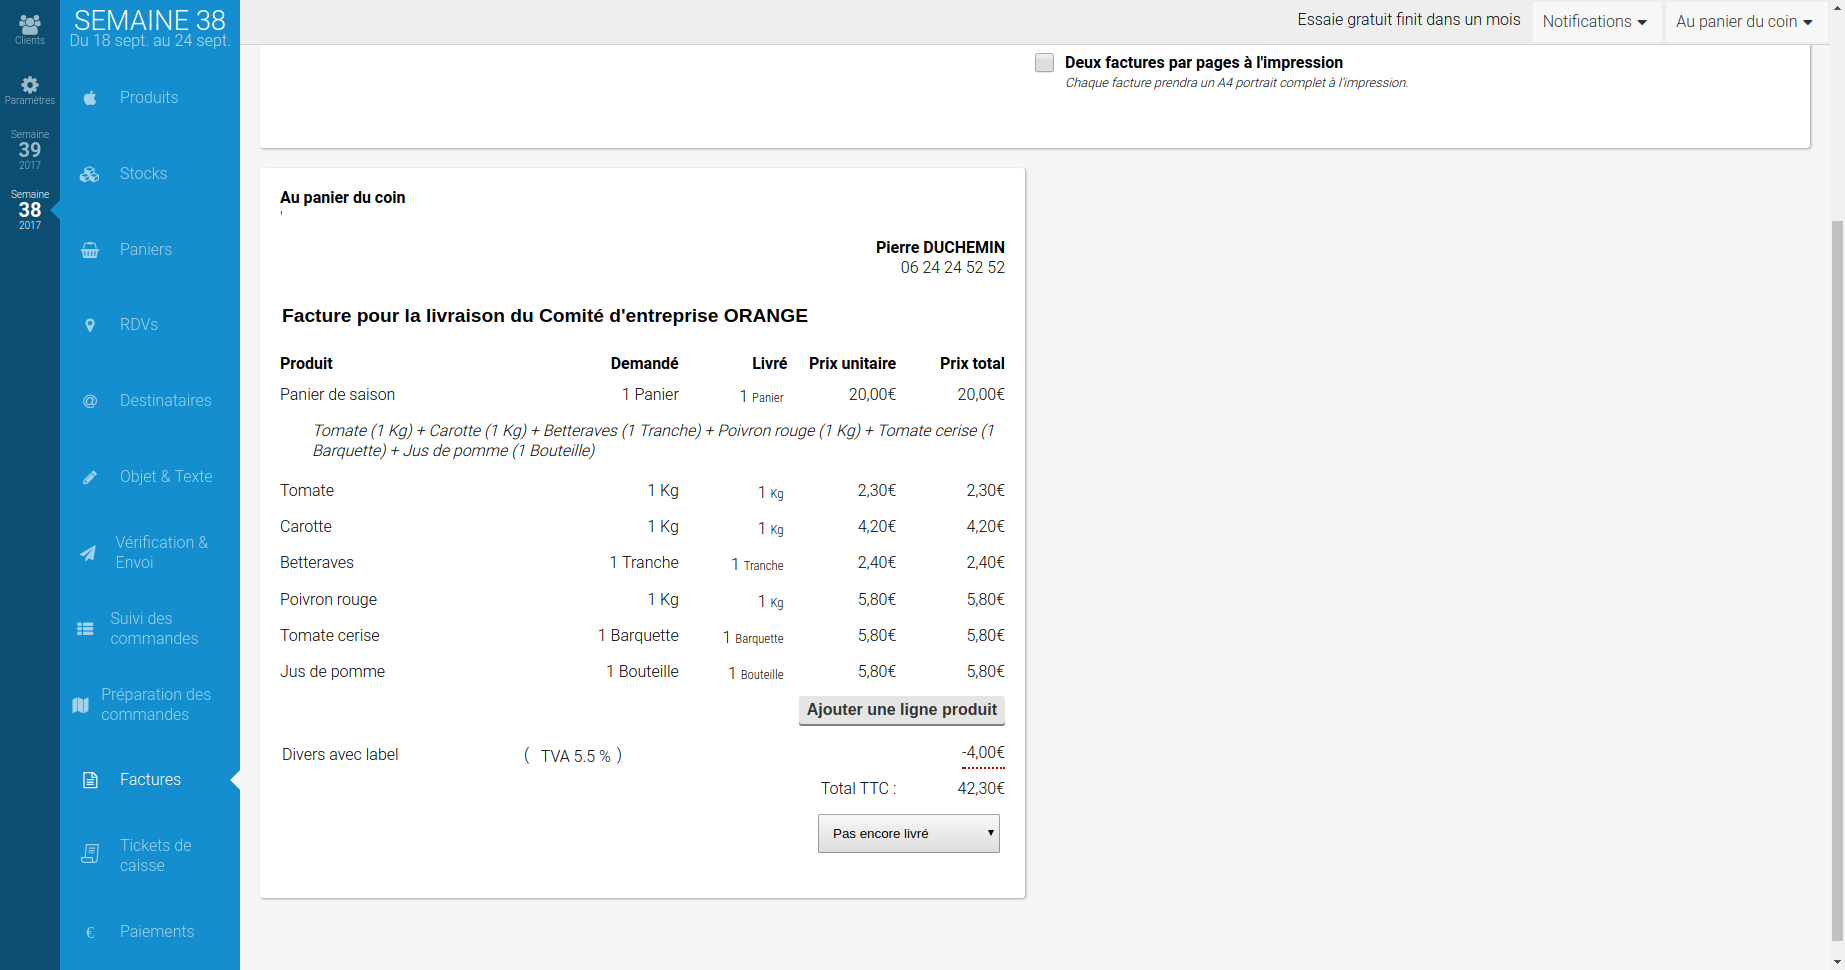 Clients
Paramètres
Semaine
39
2017
Semaine
38
2017
SEMAINE 38
Du 18 sept. au 24 sept.
Produits
Stocks
Paniers
RDVs
@ Destinataires
Objet & Texte
Vérification &
Envoi
Suivi des
commandes
Préparation des
commandes
Factures
Tickets de
caisse
€ Paiements
Essaie gratuit finit dans un mois
Notifications
Au panier du coin
Deux factures par pages à l'impression
Chaque facture prendra un A4 portrait complet à l'impression.
Au panier du coin
'
Pierre DUCHEMIN
06 24 24 52 52
Facture pour la livraison du Comité d'entreprise ORANGE
Produit Demandé Livré Prix unitaire Prix total
Panier de saison 1 Panier 1 Panier 20,00€ 20,00€
Tomate (1 Kg) + Carotte (1 Kg) + Betteraves (1 Tranche) + Poivron rouge (1 Kg) + Tomate cerise (1
Barquette) + Jus de pomme (1 Bouteille)
Tomate 1 Kg 1 Kg 2,30€ 2,30€
Carotte 1 Kg 1 Kg 4,20€ 4,20€
Betteraves 1 Tranche 1 Tranche 2,40€ 2,40€
Poivron rouge 1 Kg 1 Kg 5,80€ 5,80€
Tomate cerise 1 Barquette 1 Barquette 5,80€ 5,80€
Jus de pomme 1 Bouteille 1 Bouteille 5,80€ 5,80€
Ajouter une ligne produit
Divers avec label ( TVA 5.5 % ) -4,00€
Total TTC : 42,30€
Pas encore livré